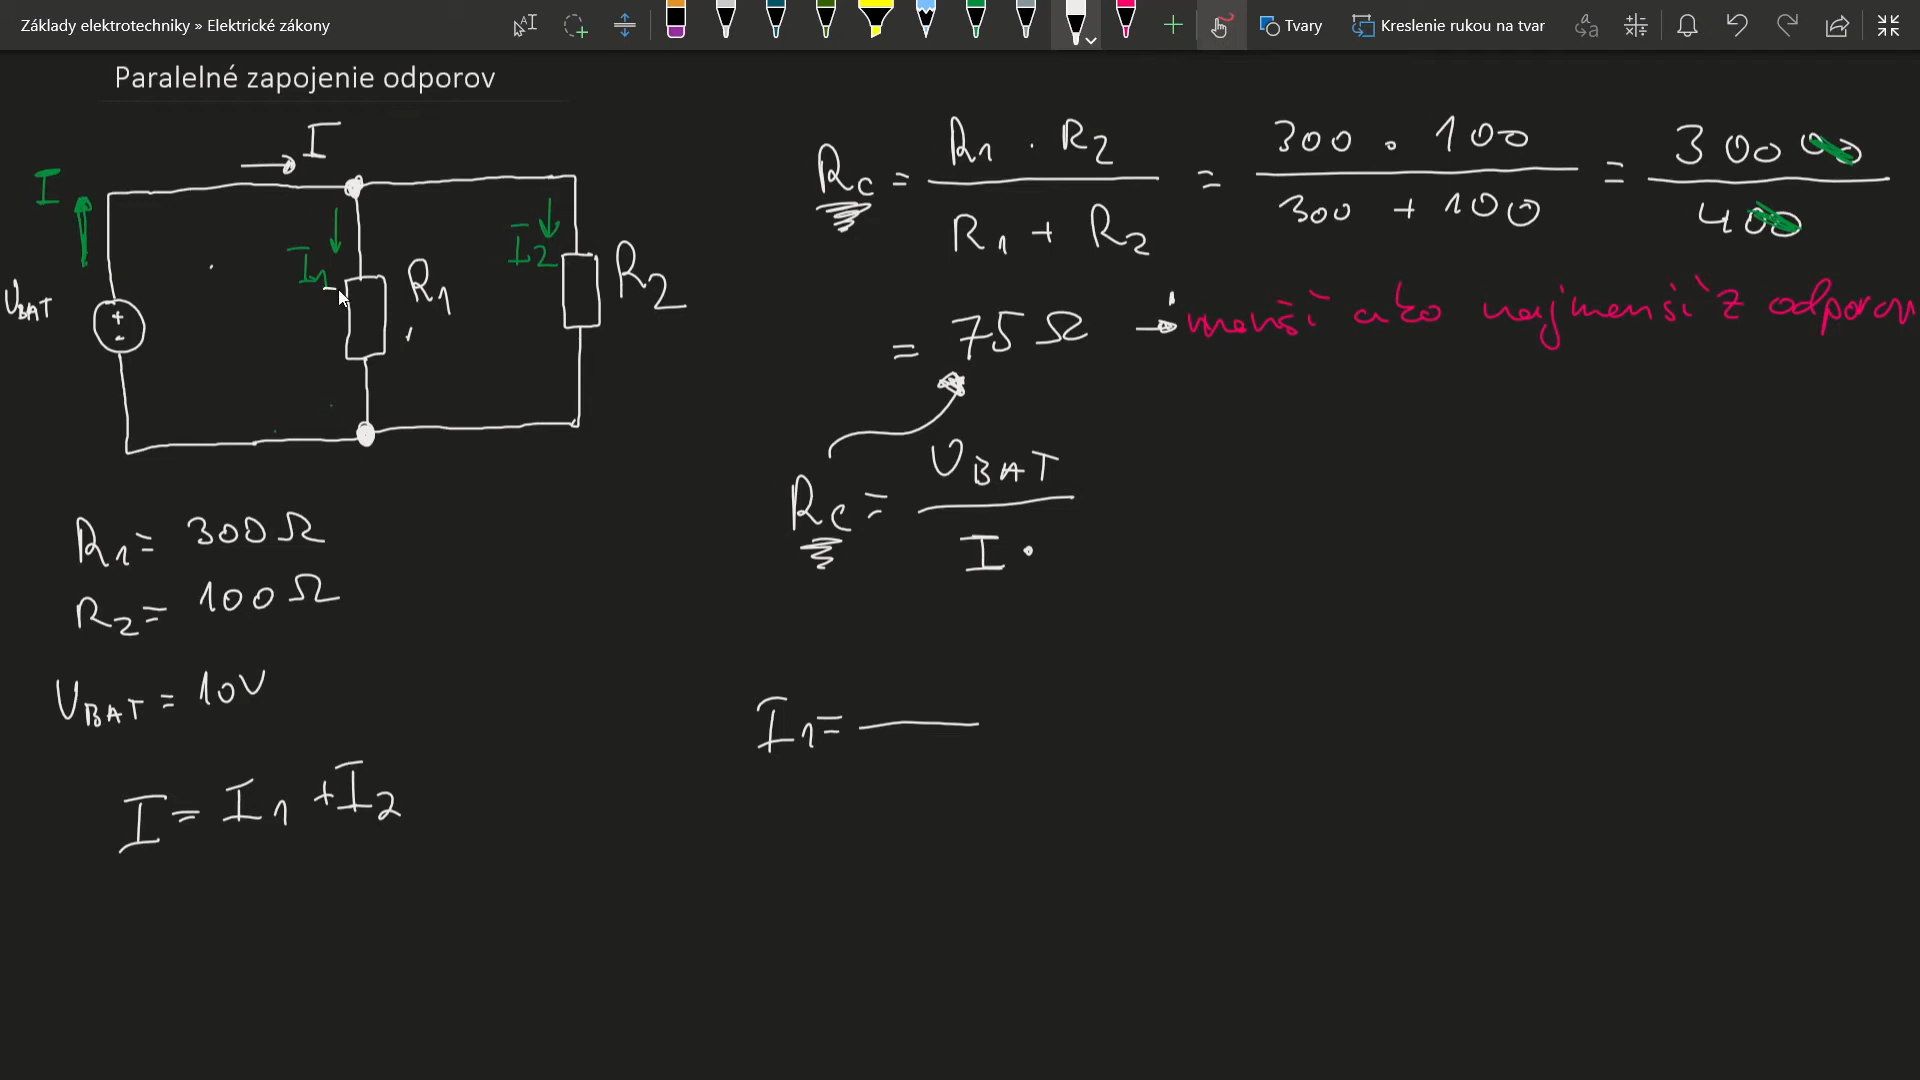 Základy elektrotechniky » Elektrické zákony
Tvary
Kreslenie rukou na tvar
Paralelné zapojenie odporov
I
I
I1
I2
R1
R2
UBAT
+
-
R1 = 300 Ω
R2 = 100 Ω
UBAT = 10V
I = I1 + I2
Rc = R1 . R2 / R1 + R2 = 300 . 100 / 300 + 100 = 30000 / 400
= 75 Ω → menší ako najmenší z odporov
Rc = UBAT / I
I1 =